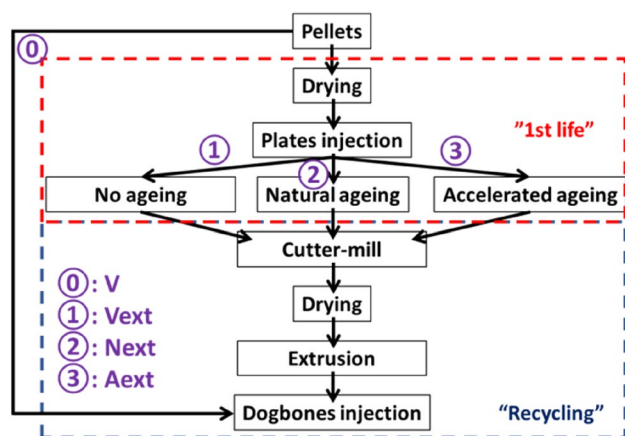 Pellets
0
Drying
Plates injection
"1st life"
1
2
3
No ageing
Natural ageing
Accelerated ageing
Cutter-mill
0: V
1: Vext
2: Next
3: Aext
Drying
Extrusion
Dogbones injection
"Recycling"